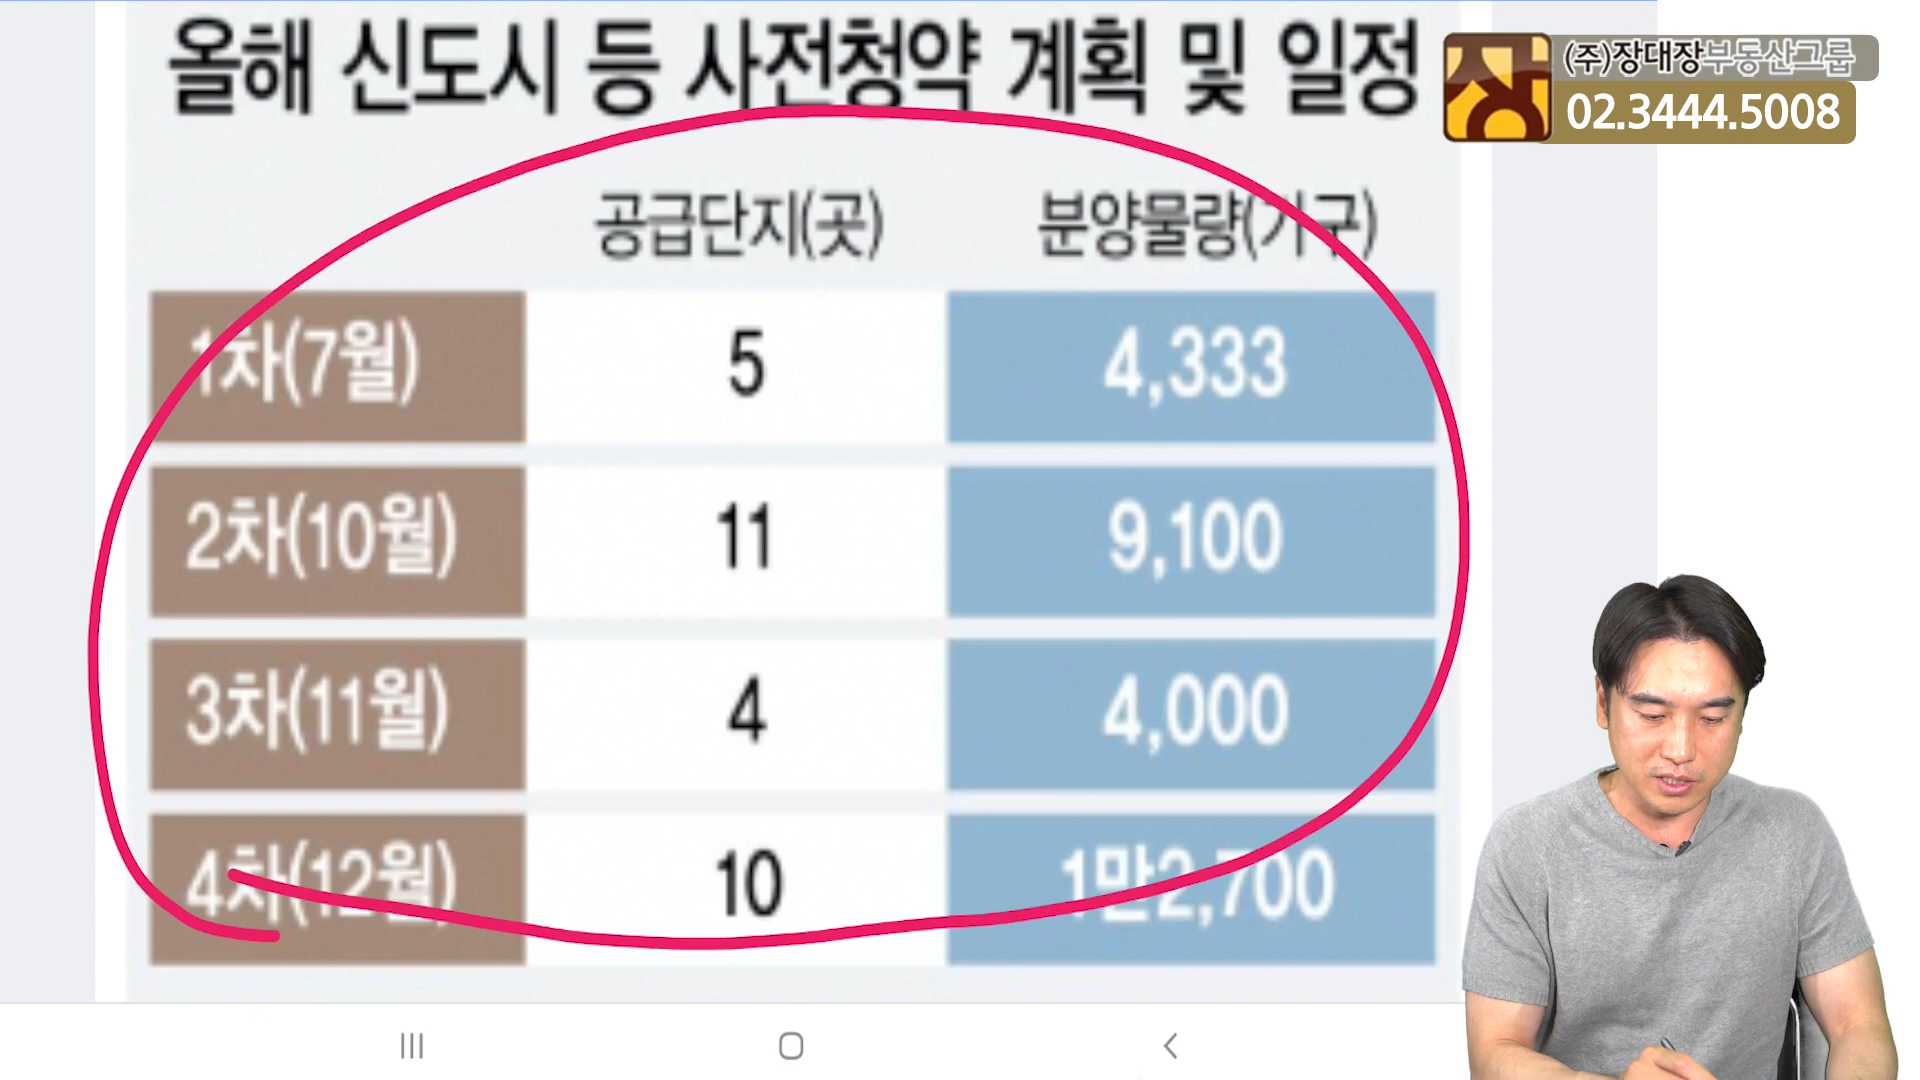 올해 신도시 등 사전청약 계획 및 일정
(주)장대장부동산그룹
장
02.3444.5008
공급단지(곳) 분양물량(가구)
1차(7월) 5 4,333
2차(10월) 11 9,100
3차(11월) 4 4,000
4차(12월) 10 1만2,700